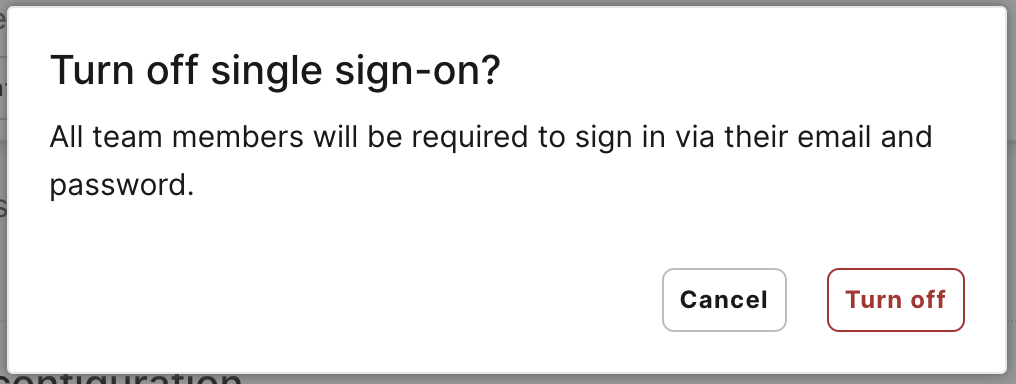 Turn off single sign-on?
All team members will be required to sign in via their email and
password.
Cancel
Turn off
configuration